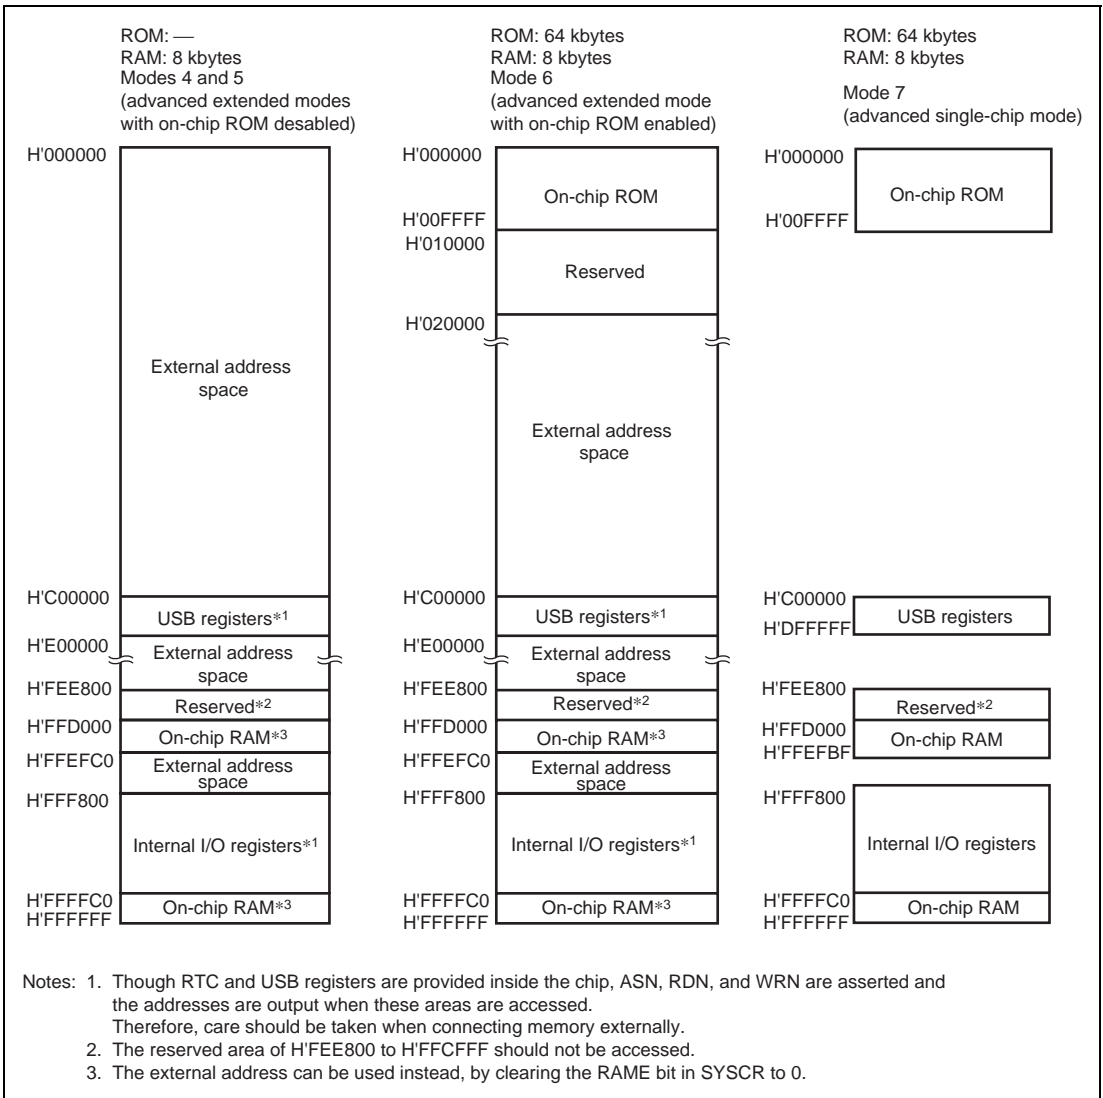 ROM: —
RAM: 8 kbytes
Modes 4 and 5
(advanced extended modes
with on-chip ROM desabled)
H'000000
External address
space
H'C00000
USB registers*1
H'E00000
External address
space
H'FEE800
Reserved*2
H'FFD000
On-chip RAM*3
H'FFEFC0
External address
space
H'FFF800
Internal I/O registers*1
H'FFFFC0
On-chip RAM*3
H'FFFFFF
ROM: 64 kbytes
RAM: 8 kbytes
Mode 6
(advanced extended mode
with on-chip ROM enabled)
H'000000
On-chip ROM
H'00FFFF
H'010000
Reserved
H'020000
External address
space
H'C00000
USB registers*1
H'E00000
External address
space
H'FEE800
Reserved*2
H'FFD000
On-chip RAM*3
H'FFEFC0
External address
space
H'FFF800
Internal I/O registers*1
H'FFFFC0
On-chip RAM*3
H'FFFFFF
ROM: 64 kbytes
RAM: 8 kbytes
Mode 7
(advanced single-chip mode)
H'000000
On-chip ROM
H'00FFFF
H'C00000
USB registers
H'DFFFFF
H'FEE800
Reserved*2
H'FFD000
On-chip RAM
H'FFEFBF
H'FFF800
Internal I/O registers
H'FFFFC0
On-chip RAM
H'FFFFFF
Notes: 1. Though RTC and USB registers are provided inside the chip, ASN, RDN, and WRN are asserted and
the addresses are output when these areas are accessed.
Therefore, care should be taken when connecting memory externally.
2. The reserved area of H'FEE800 to H'FFCFFF should not be accessed.
3. The external address can be used instead, by clearing the RAME bit in SYSCR to 0.